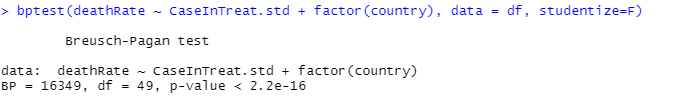 > bptest(deathRate ~ CaseInTreat.std + factor(country), data = df, studentize=F)
Breusch-Pagan test
data:  deathRate ~ CaseInTreat.std + factor(country)
BP = 16349, df = 49, p-value < 2.2e-16